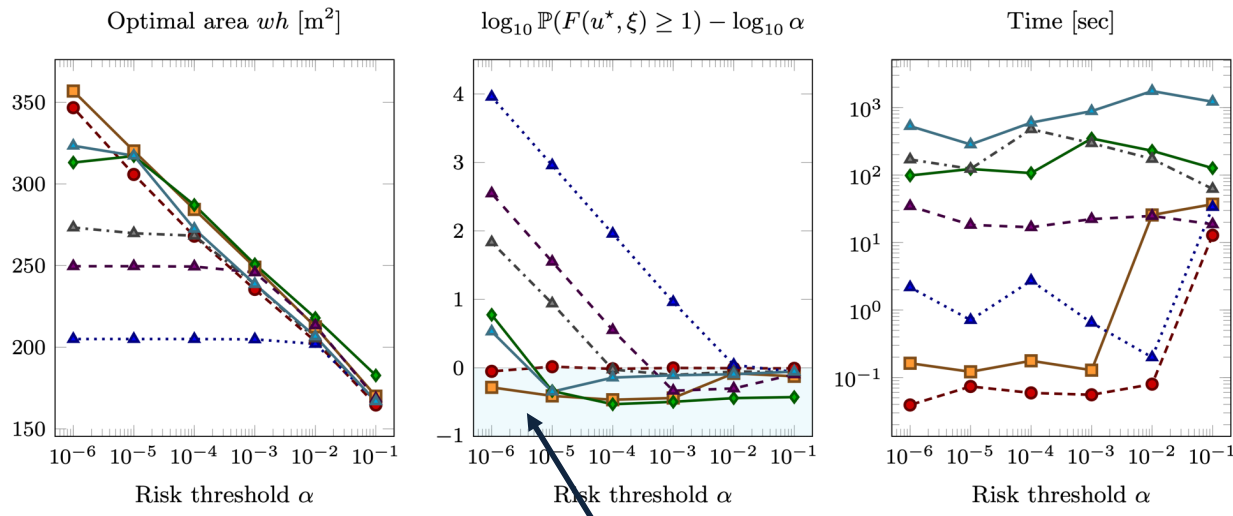 Optimal area wh [m²]
350
300
250
200
150
10⁻⁶ 10⁻⁵ 10⁻⁴ 10⁻³ 10⁻² 10⁻¹
Risk threshold α
log₁₀ ℙ(F(u⋆, ξ) ≥ 1) − log₁₀ α
4
3
2
1
0
−1
10⁻⁶ 10⁻⁵ 10⁻⁴ 10⁻³ 10⁻² 10⁻¹
Risk threshold α
Time [sec]
10³
10²
10¹
10⁰
10⁻¹
10⁻⁶ 10⁻⁵ 10⁻⁴ 10⁻³ 10⁻² 10⁻¹
Risk threshold α